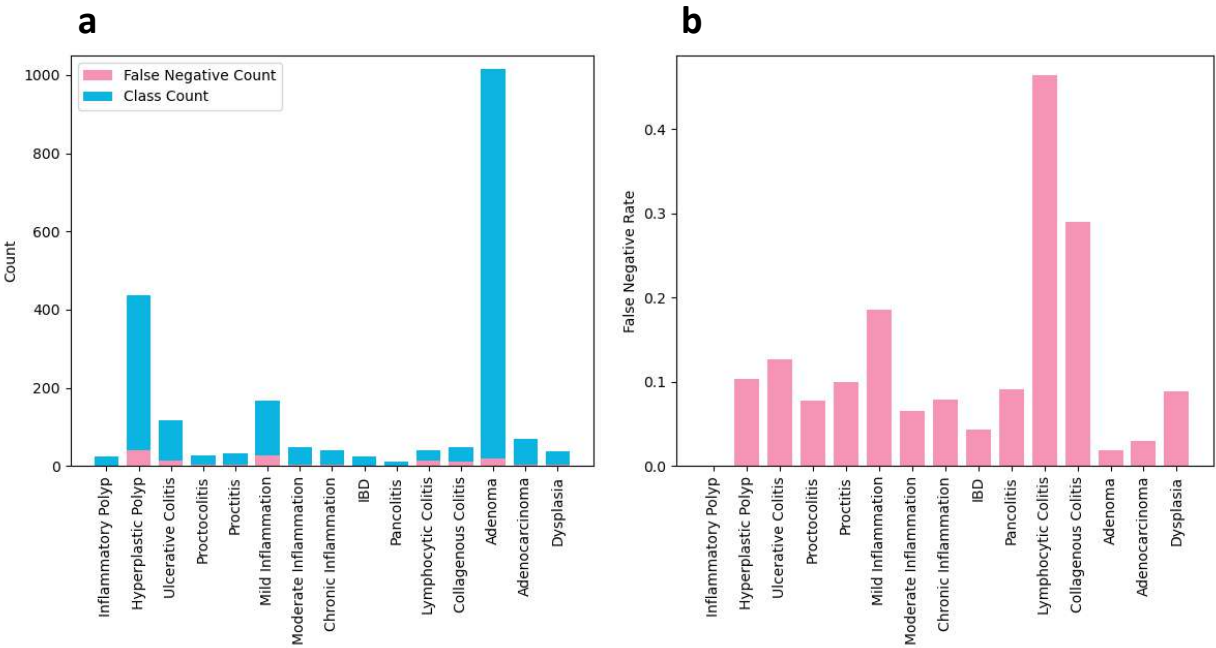 a
False Negative Count
Class Count
1000
800
600
400
200
0
Count
Inflammatory Polyp
Hyperplastic Polyp
Ulcerative Colitis
Proctocolitis
Proctitis
Mild Inflammation
Moderate Inflammation
Chronic Inflammation
IBD
Pancolitis
Lymphocytic Colitis
Collagenous Colitis
Adenoma
Adenocarcinoma
Dysplasia
b
0.4
0.3
0.2
0.1
0.0
False Negative Rate
Inflammatory Polyp
Hyperplastic Polyp
Ulcerative Colitis
Proctocolitis
Proctitis
Mild Inflammation
Moderate Inflammation
Chronic Inflammation
IBD
Pancolitis
Lymphocytic Colitis
Collagenous Colitis
Adenoma
Adenocarcinoma
Dysplasia